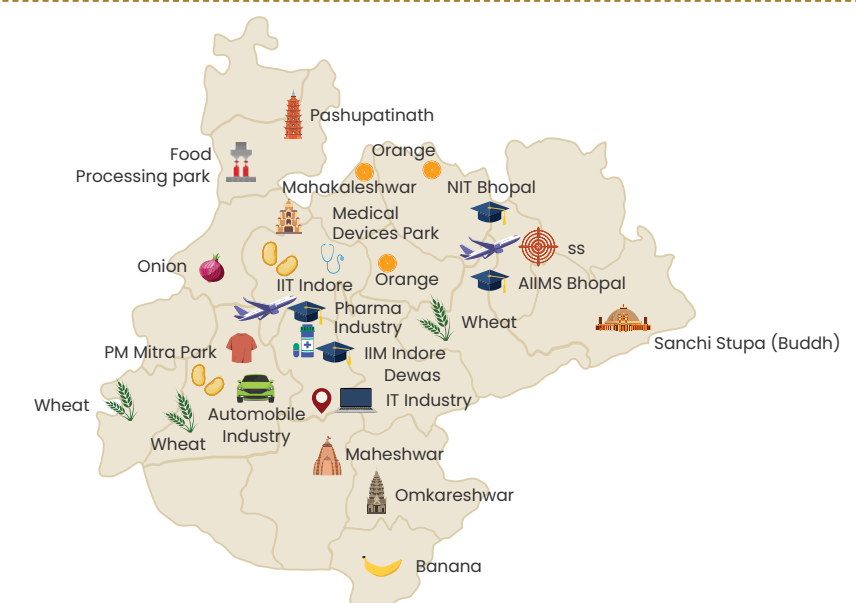 Pashupatinath
Food
Processing park
Orange
Mahakaleshwar
NIT Bhopal
Medical
Devices Park
ss
Onion
Orange
AIIMS Bhopal
IIT Indore
Pharma
Industry
Wheat
Sanchi Stupa (Buddh)
PM Mitra Park
IIM Indore
Dewas
IT Industry
Wheat
Automobile
Industry
Wheat
Maheshwar
Omkareshwar
Banana